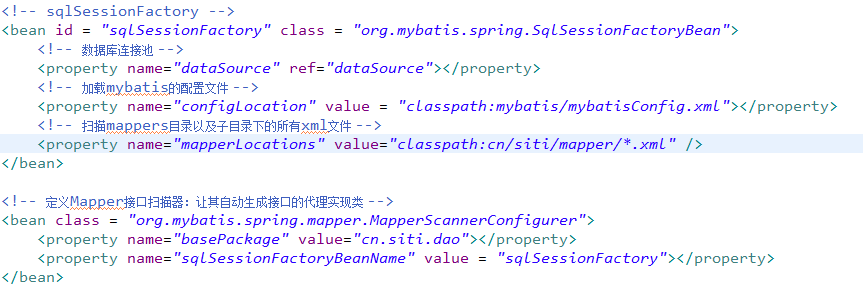 <!-- sqlSessionFactory -->
<bean id = "sqlSessionFactory" class = "org.mybatis.spring.SqlSessionFactoryBean">
<!-- 数据库连接池 -->
<property name="dataSource" ref="dataSource"></property>
<!-- 加载mybatis的配置文件 -->
<property name="configLocation" value = "classpath:mybatis/mybatisConfig.xml"></property>
<!-- 扫描mappers目录以及子目录下的所有xml文件 -->
<property name="mapperLocations" value="classpath:cn/siti/mapper/*.xml" />
</bean>
<!-- 定义Mapper接口扫描器：让其自动生成接口的代理实现类 -->
<bean class = "org.mybatis.spring.mapper.MapperScannerConfigurer">
<property name="basePackage" value="cn.siti.dao"></property>
<property name="sqlSessionFactoryBeanName" value = "sqlSessionFactory"></property>
</bean>